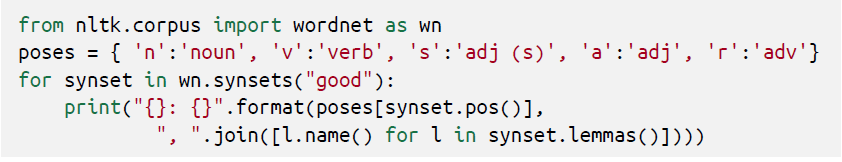 from nltk.corpus import wordnet as wn
poses = { 'n':'noun', 'v':'verb', 's':'adj (s)', 'a':'adj', 'r':'adv'}
for synset in wn.synsets("good"):
    print("{}: {}".format(poses[synset.pos()],
            ", ".join([l.name() for l in synset.lemmas()])))